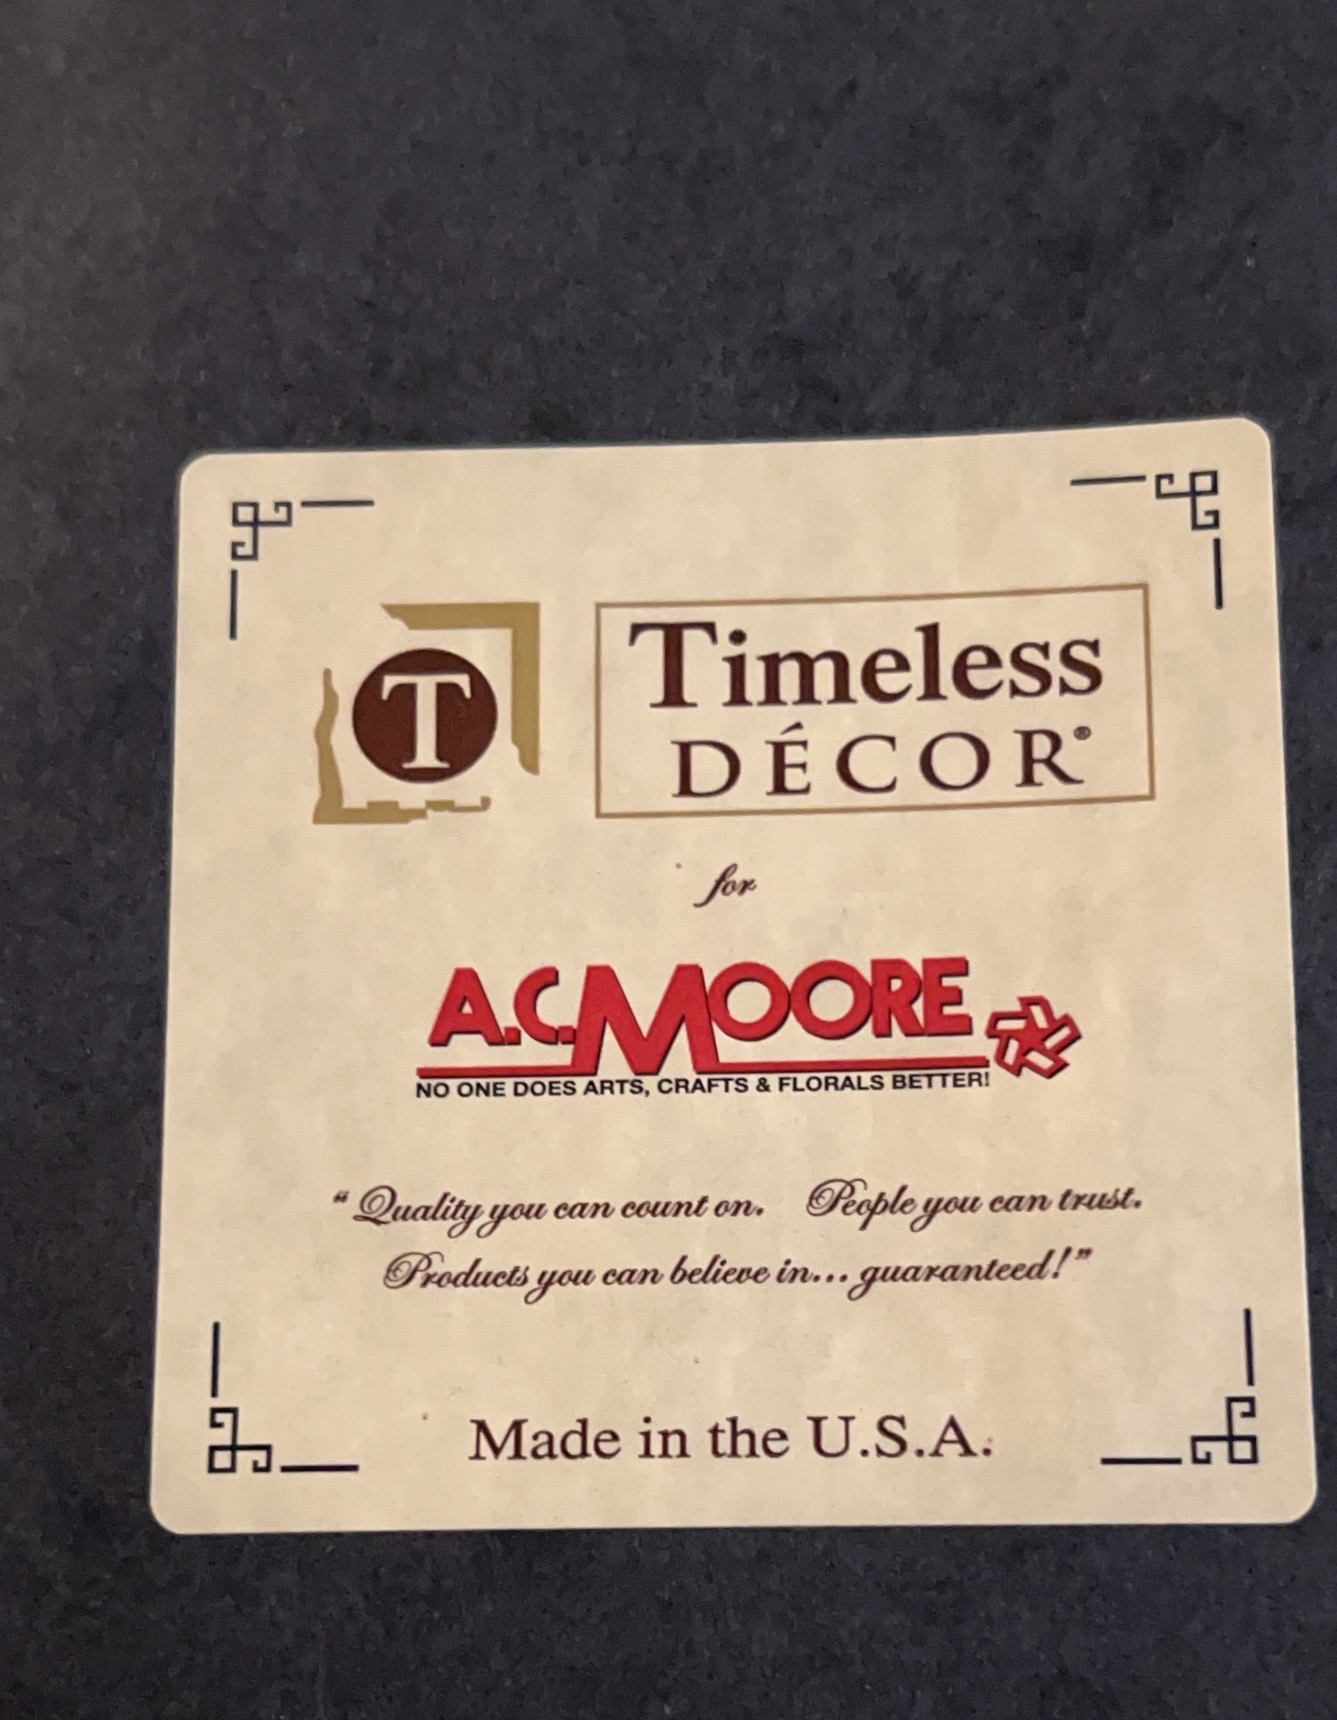 T
Timeless
DÉCOR®
for
A.C.MOORE
NO ONE DOES ARTS, CRAFTS & FLORALS BETTER!
“Quality you can count on. People you can trust.
Products you can believe in... guaranteed!”
Made in the U.S.A.